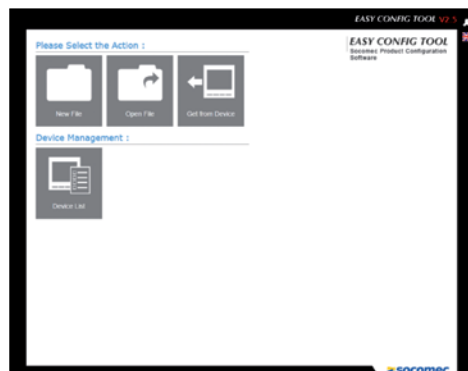 EASY CONFIG TOOL V2.5
Please Select the Action :
EASY CONFIG TOOL
Socomec Product Configuration
Software
New File
Open File
Get from Device
Device Management :
Device List
socomec